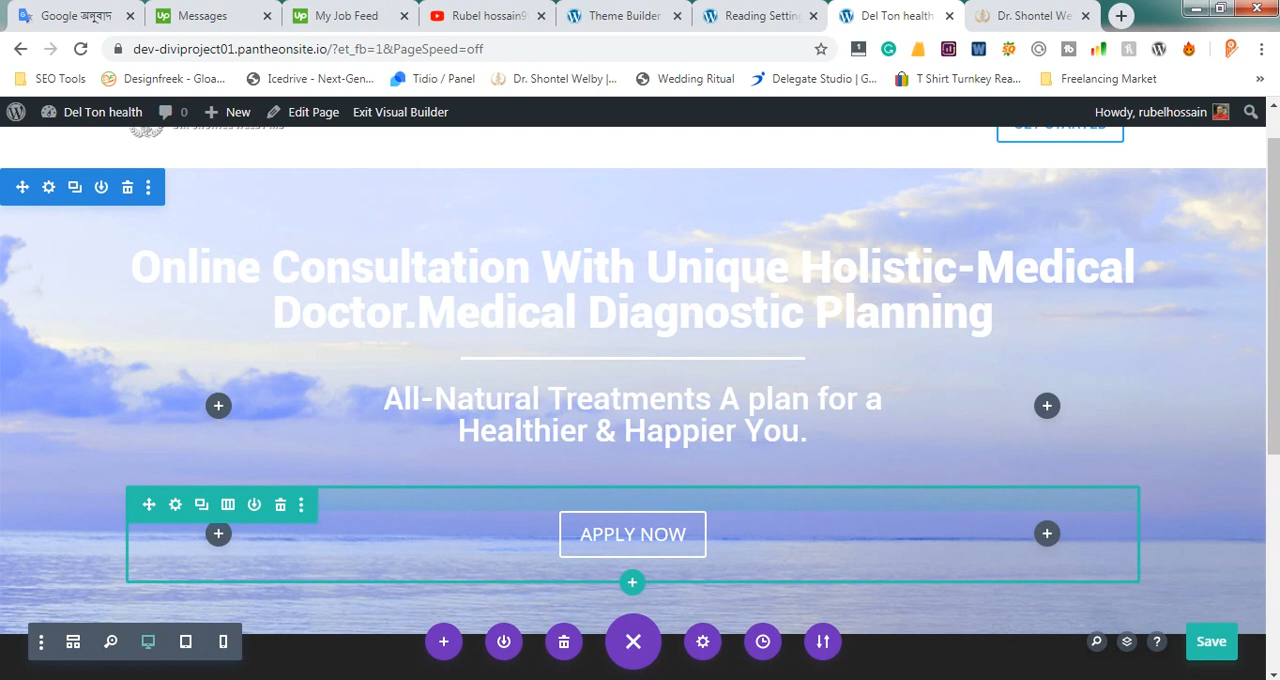 Google অনুবাদ
Messages
My Job Feed
Rubel hossain9
Theme Builder
Reading Setting
Del Ton health
Dr. Shontel We
dev-diviproject01.pantheonsite.io/?et_fb=1&PageSpeed=off
SEO Tools
Designfreek - Gloa...
Icedrive - Next-Gen...
Tidio / Panel
Dr. Shontel Welby |...
Wedding Ritual
Delegate Studio | G...
T Shirt Turnkey Rea...
Freelancing Market
Del Ton health
0
New
Edit Page
Exit Visual Builder
Howdy, rubelhossain
GET STARTED
Online Consultation With Unique Holistic-Medical
Doctor.Medical Diagnostic Planning
All-Natural Treatments A plan for a
Healthier & Happier You.
APPLY NOW
Save